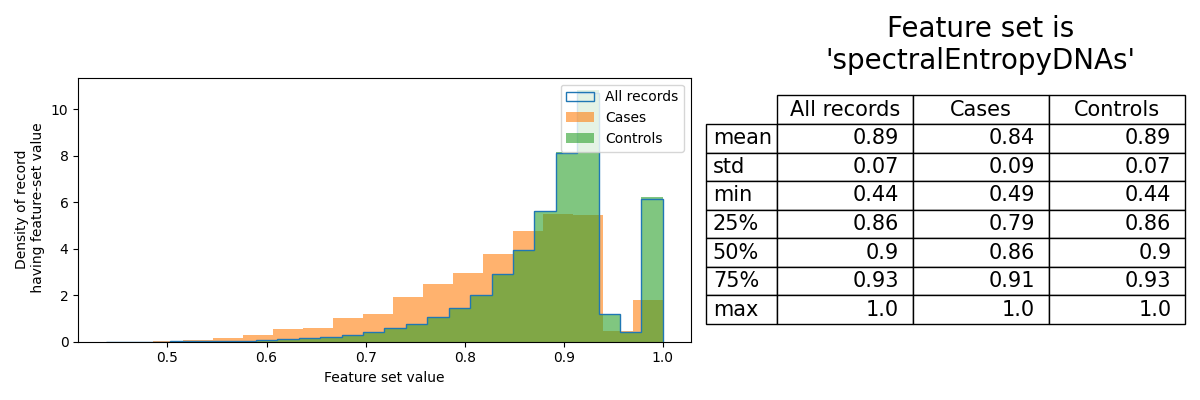 Feature set is
'spectralEntropyDNAs'
Density of record
having feature-set value
10
8
6
4
2
0
0.5 0.6 0.7 0.8 0.9 1.0
Feature set value
All records
Cases
Controls
All records Cases Controls
mean 0.89 0.84 0.89
std 0.07 0.09 0.07
min 0.44 0.49 0.44
25% 0.86 0.79 0.86
50% 0.9 0.86 0.9
75% 0.93 0.91 0.93
max 1.0 1.0 1.0